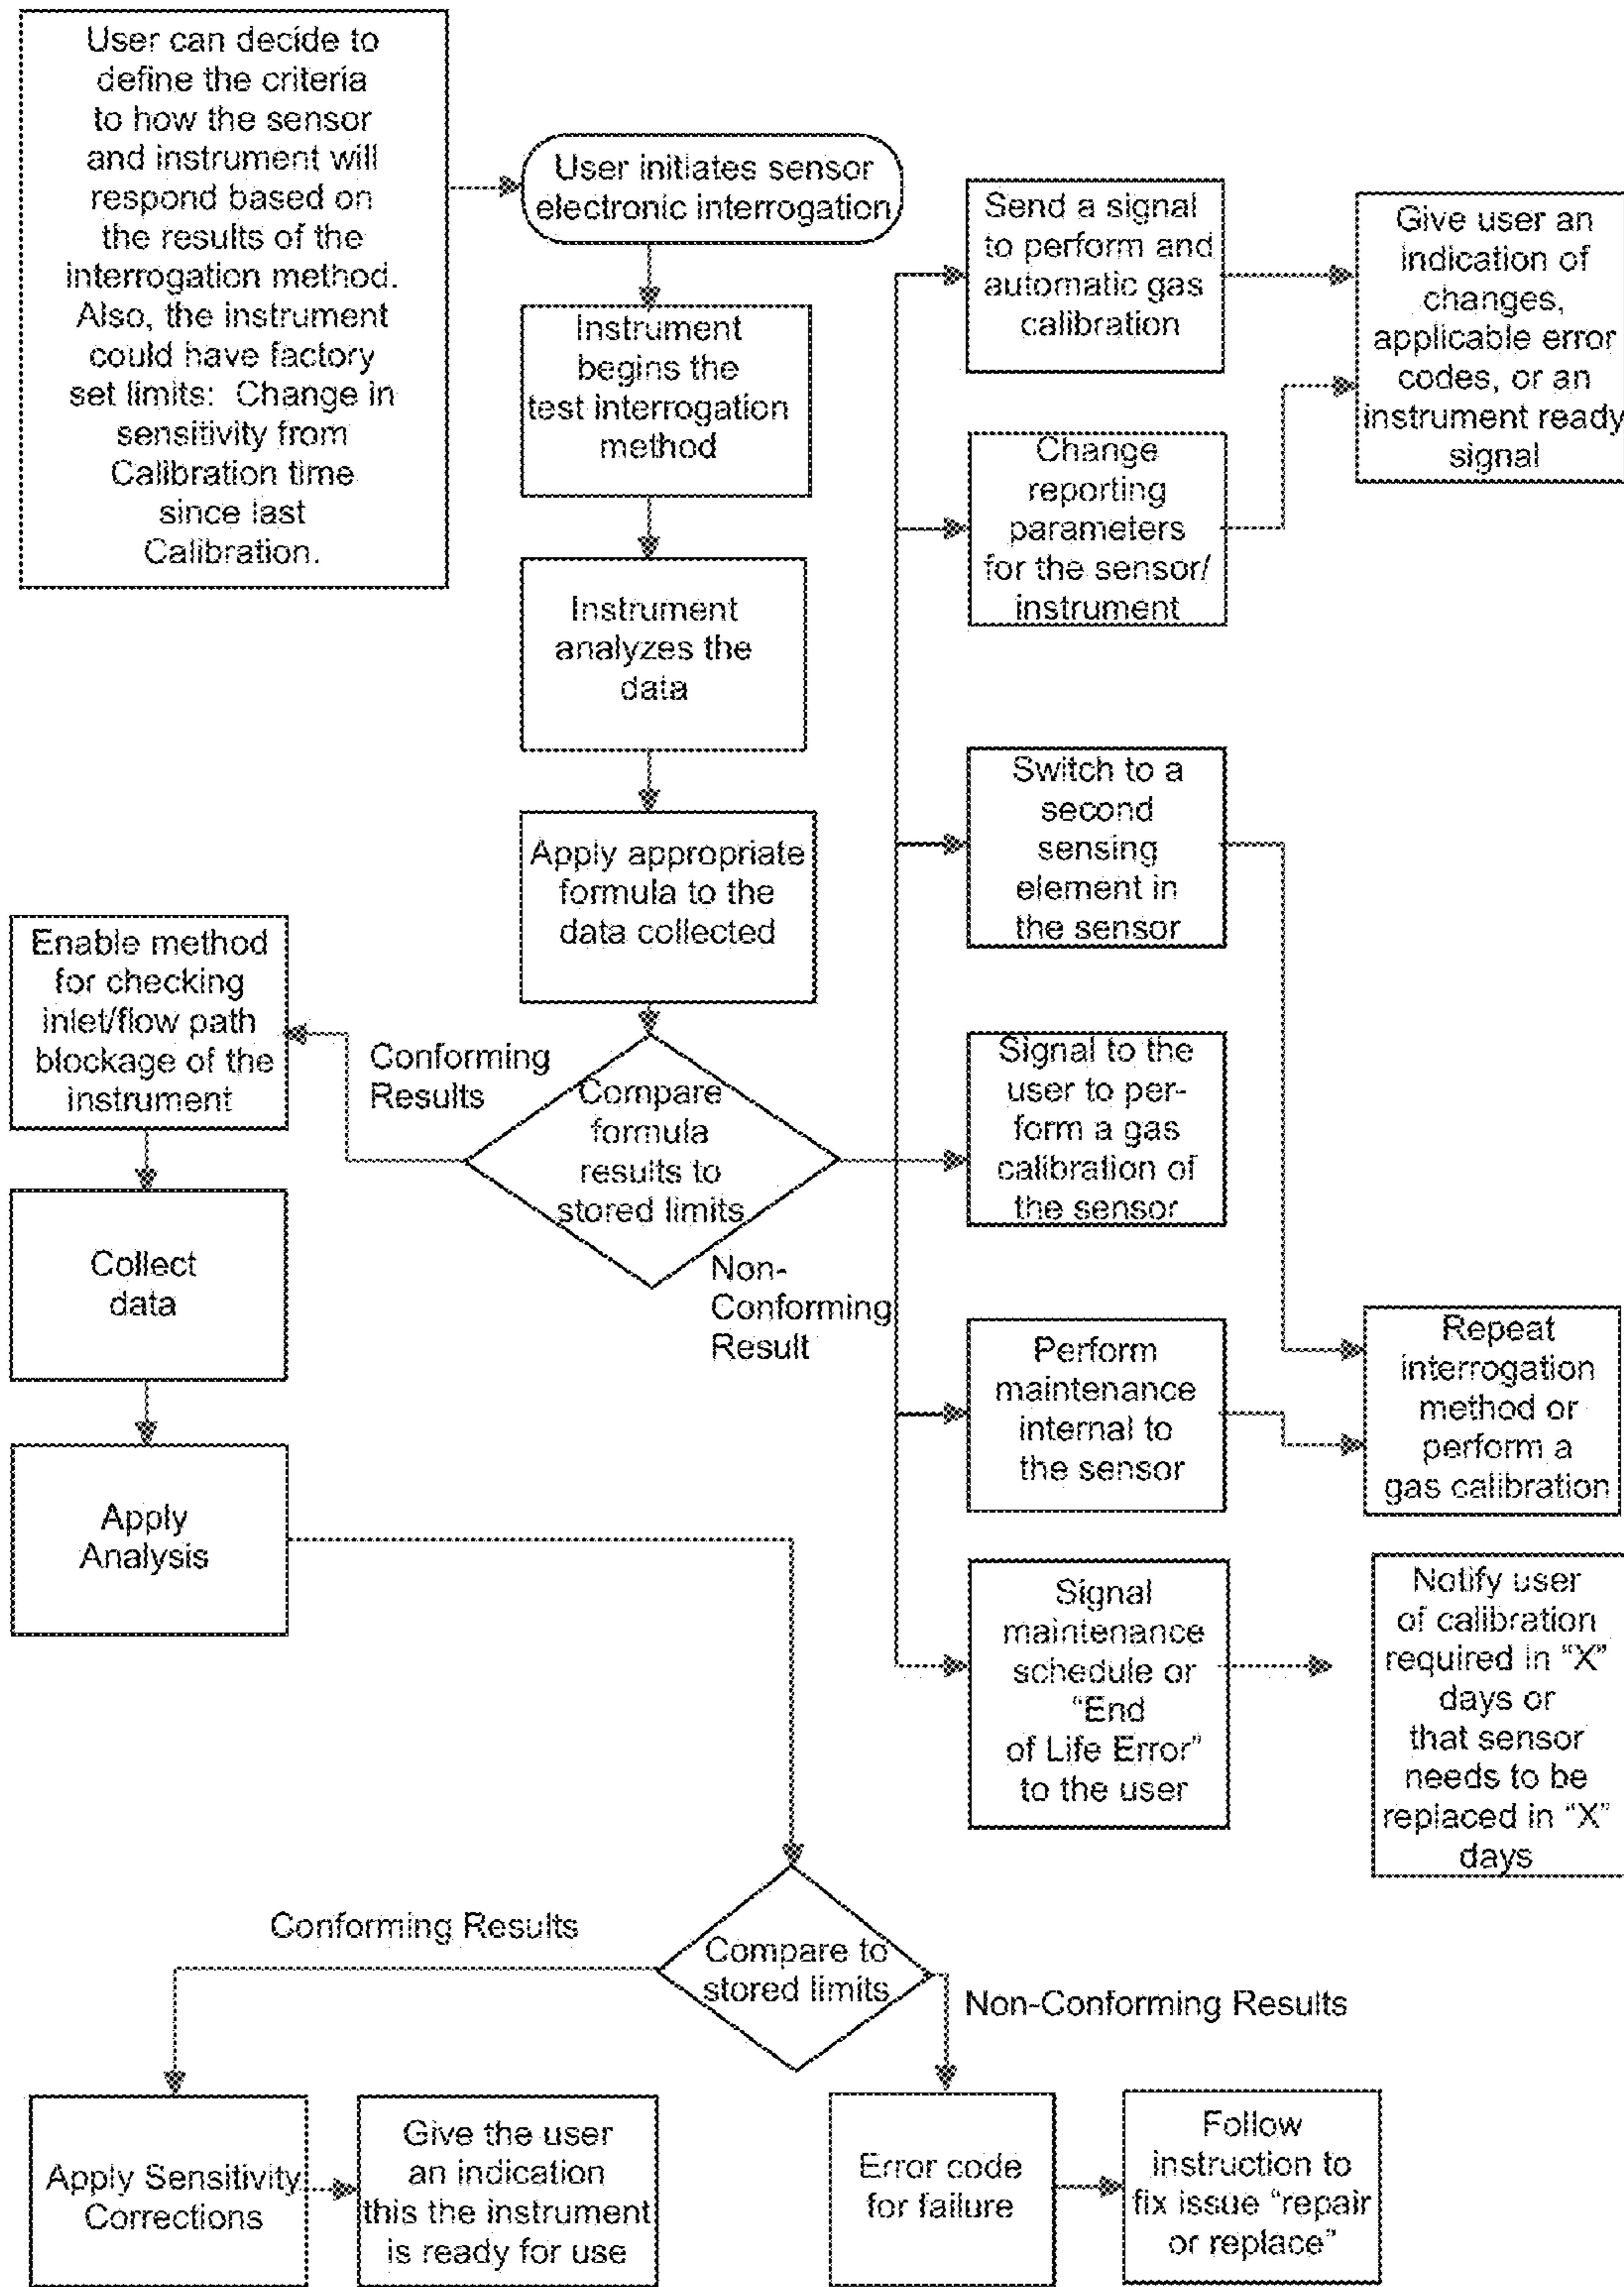 User can decide to
define the criteria
to how the sensor
and instrument will
respond based on
the results of the
interrogation method.
Also, the instrument
could have factory
set limits: Change in
sensitivity from
Calibration time
since last
Calibration.
User initiates sensor
electronic interrogation
Instrument
begins the
test interrogation
method
Instrument
analyzes the
data
Apply appropriate
formula to the
data collected
Compare
formula
results to
stored limits
Conforming
Results
Non-
Conforming
Result
Send a signal
to perform and
automatic gas
calibration
Give user an
indication of
changes,
applicable error
codes, or an
instrument ready
signal
Change
reporting
parameters
for the sensor/
instrument
Switch to a
second
sensing
element in
the sensor
Signal to the
user to per-
form a gas
calibration of
the sensor
Perform
maintenance
internal to
the sensor
Repeat
interrogation
method or
perform a
gas calibration
Signal
maintenance
schedule or
“End
of Life Error”
to the user
Notify user
of calibration
required in “X”
days or
that sensor
needs to be
replaced in “X”
days
Enable method
for checking
inlet/flow path
blockage of the
instrument
Collect
data
Apply
Analysis
Compare to
stored limits
Conforming Results
Non-Conforming Results
Apply Sensitivity
Corrections
Give the user
an indication
this the instrument
is ready for use
Error code
for failure
Follow
instruction to
fix issue “repair
or replace”